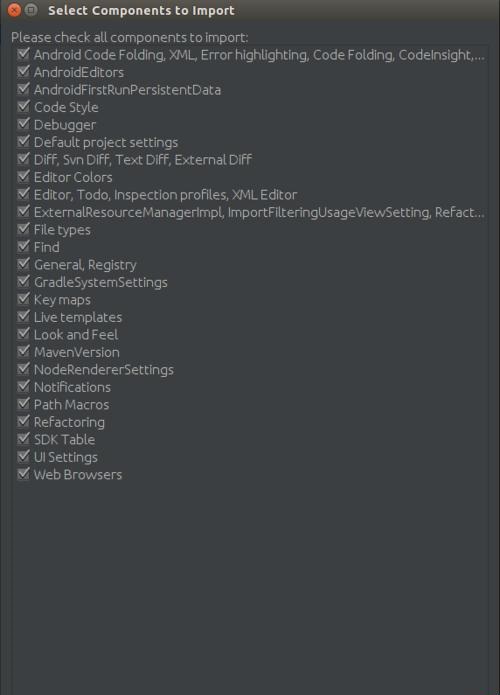 Select Components to Import
Please check all components to import:
Android Code Folding, XML, Error highlighting, Code Folding, CodeInsight,...
AndroidEditors
AndroidFirstRunPersistentData
Code Style
Debugger
Default project settings
Diff, Svn Diff, Text Diff, External Diff
Editor Colors
Editor, Todo, Inspection profiles, XML Editor
ExternalResourceManagerImpl, ImportFilteringUsageViewSetting, Refact...
File types
Find
General, Registry
GradleSystemSettings
Key maps
Live templates
Look and Feel
MavenVersion
NodeRendererSettings
Notifications
Path Macros
Refactoring
SDK Table
UI Settings
Web Browsers